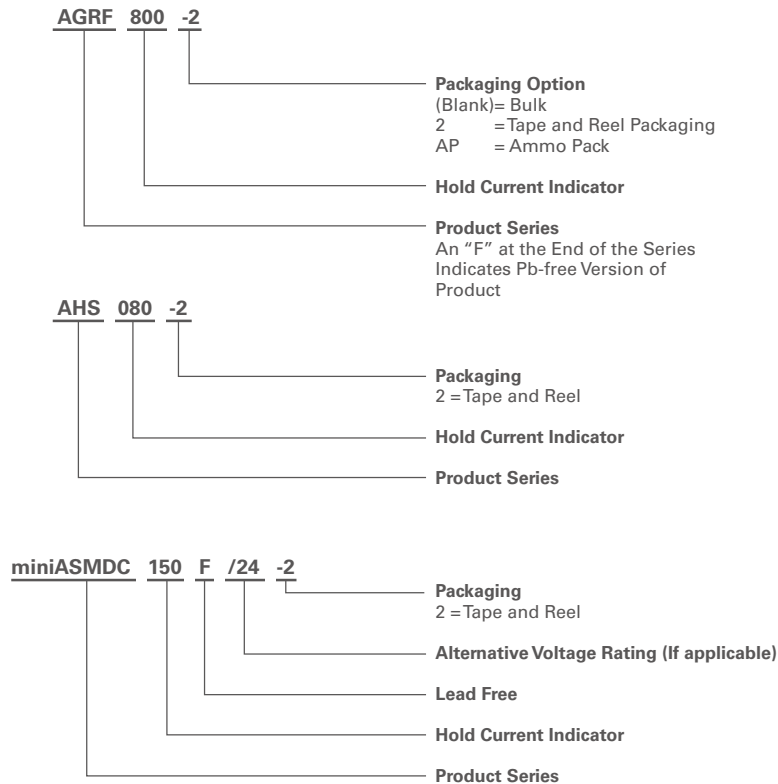 AGRF 800 -2
Packaging Option
(Blank)= Bulk
2 =Tape and Reel Packaging
AP = Ammo Pack
Hold Current Indicator
Product Series
An “F” at the End of the Series
Indicates Pb-free Version of
Product
AHS 080 -2
Packaging
2 =Tape and Reel
Hold Current Indicator
Product Series
miniASMDC 150 F /24 -2
Packaging
2 =Tape and Reel
Alternative Voltage Rating (If applicable)
Lead Free
Hold Current Indicator
Product Series